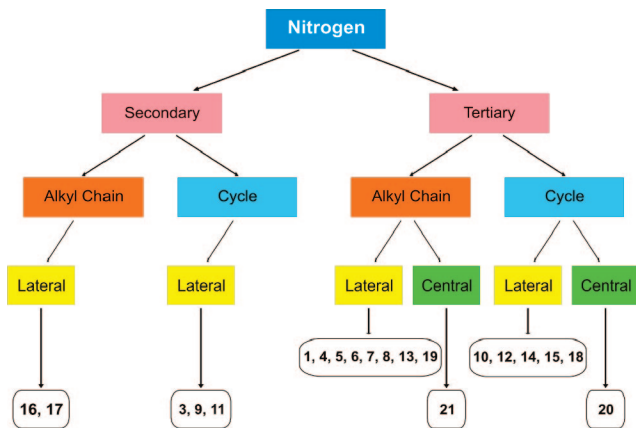 Nitrogen
Secondary
Tertiary
Alkyl Chain
Cycle
Alkyl Chain
Cycle
Lateral
Lateral
Lateral
Central
Lateral
Central
1, 4, 5, 6, 7, 8, 13, 19
10, 12, 14, 15, 18
16, 17
3, 9, 11
21
20